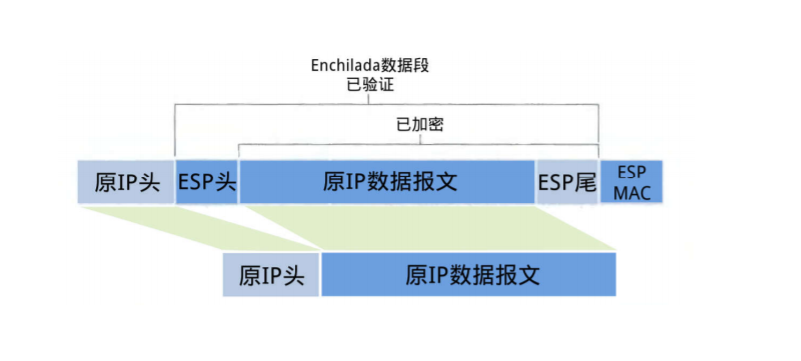 Enchilada数据段
已验证
已加密
原IP头
ESP头
原IP数据报文
ESP尾
ESP
MAC
原IP头
原IP数据报文